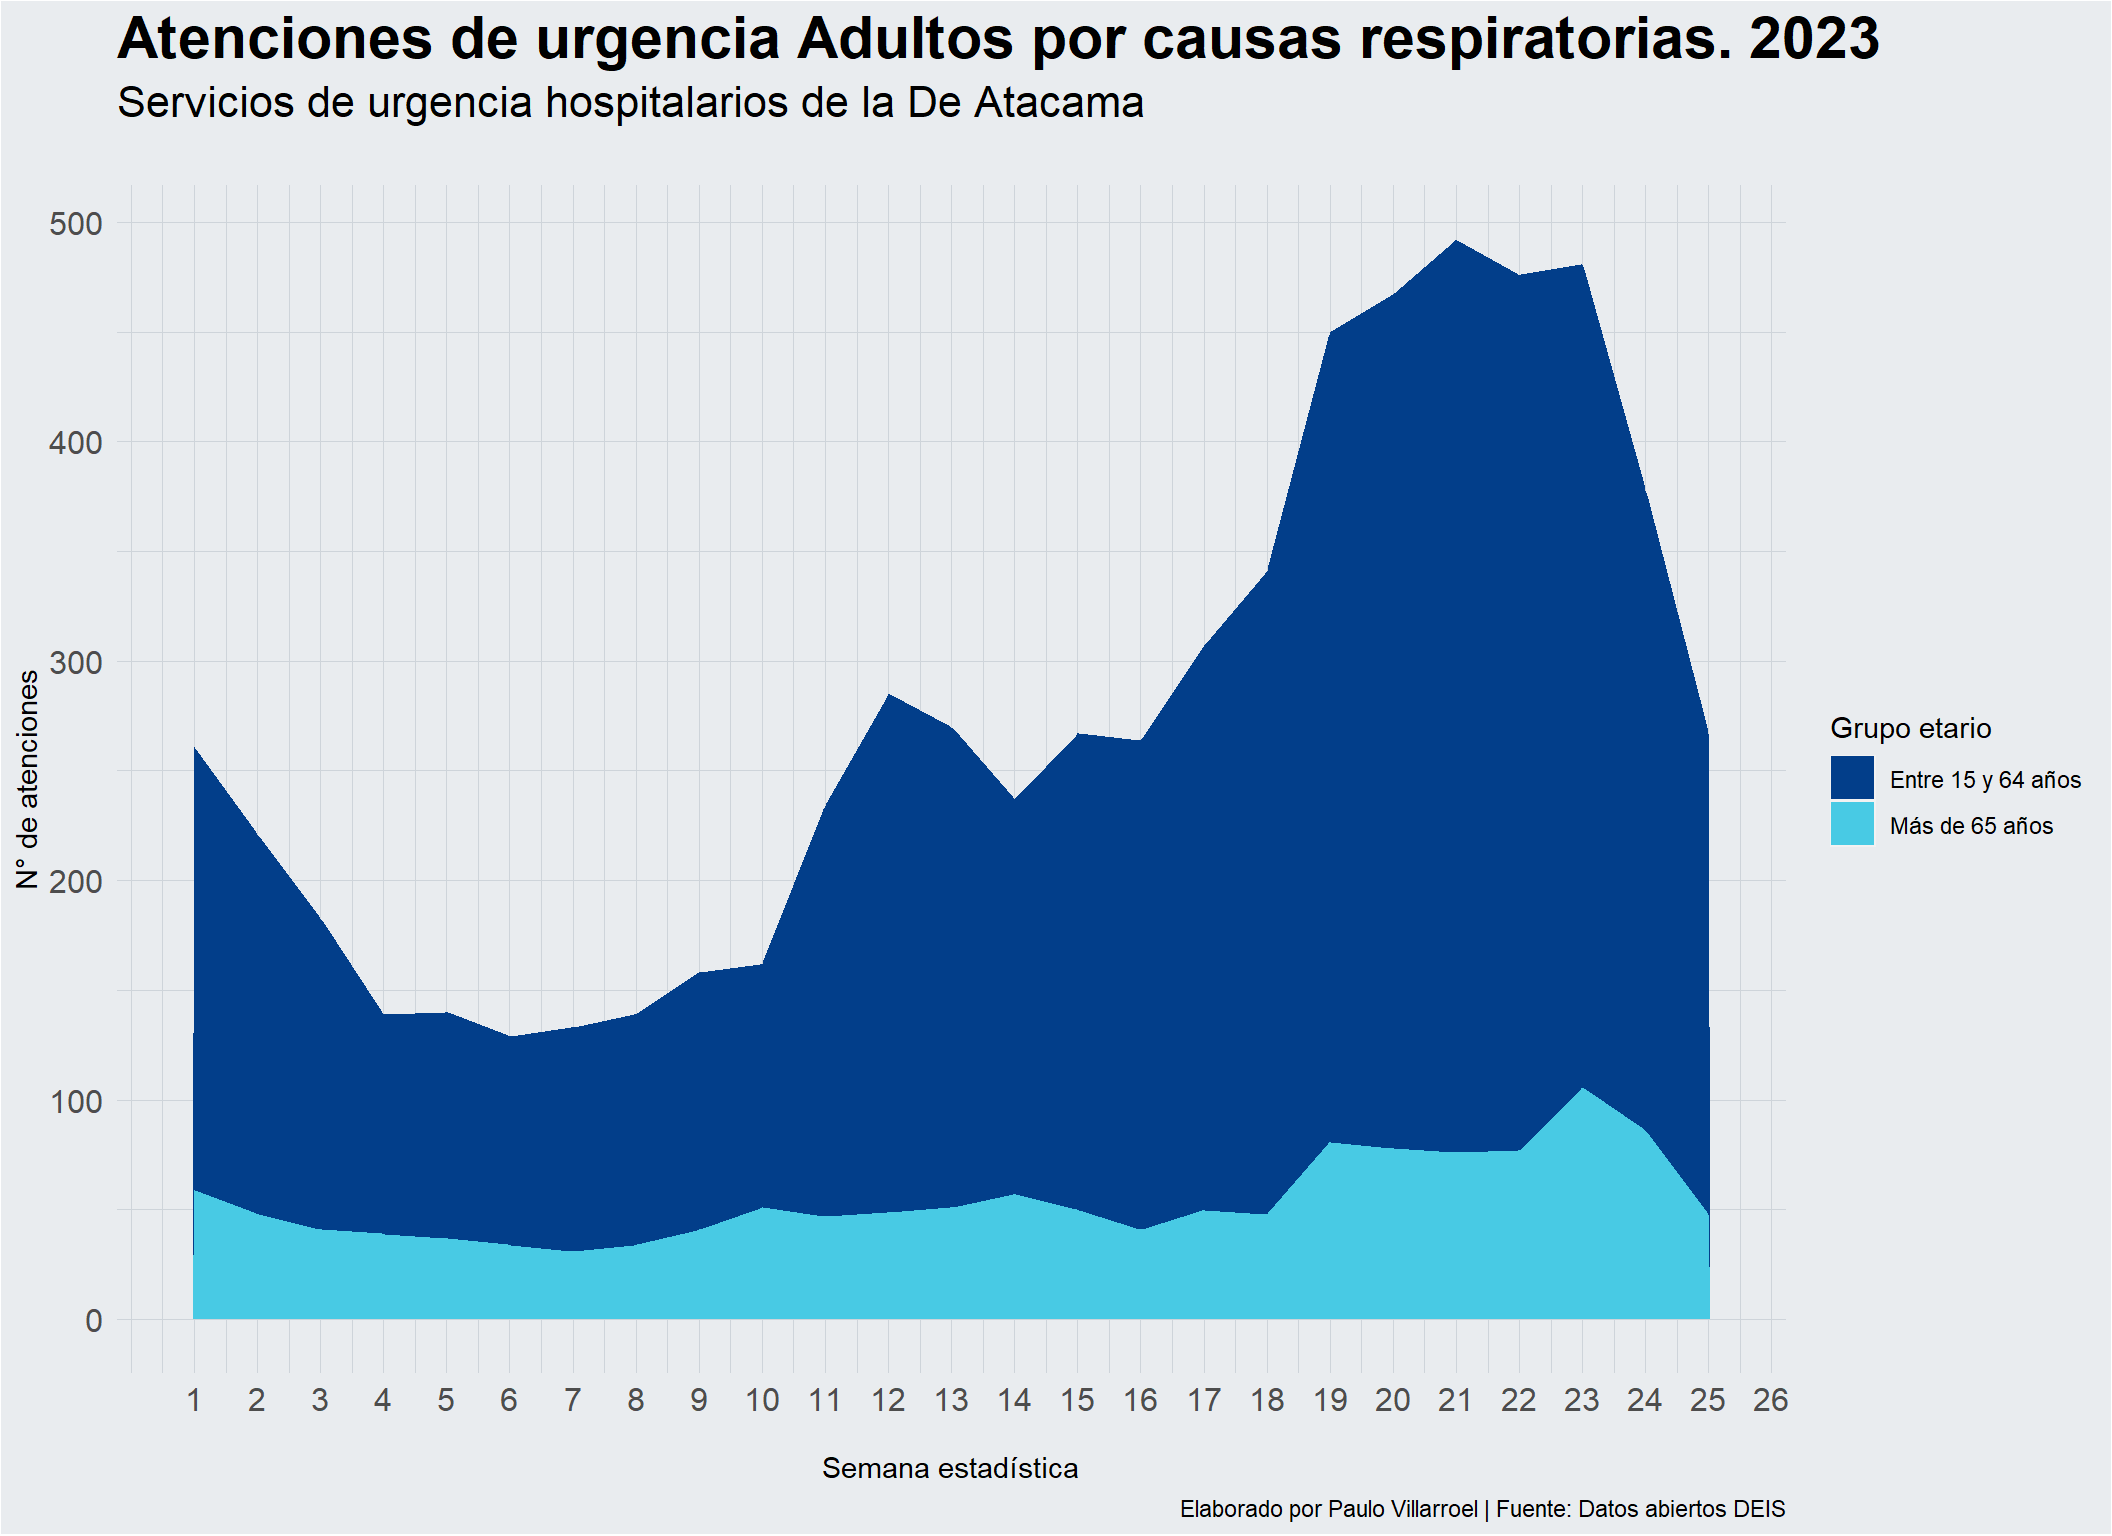 Atenciones de urgencia Adultos por causas respiratorias. 2023
Servicios de urgencia hospitalarios de la De Atacama
N° de atenciones
500
400
300
200
100
0
1 2 3 4 5 6 7 8 9 10 11 12 13 14 15 16 17 18 19 20 21 22 23 24 25 26
Semana estadística
Grupo etario
Entre 15 y 64 años
Más de 65 años
Elaborado por Paulo Villarroel | Fuente: Datos abiertos DEIS